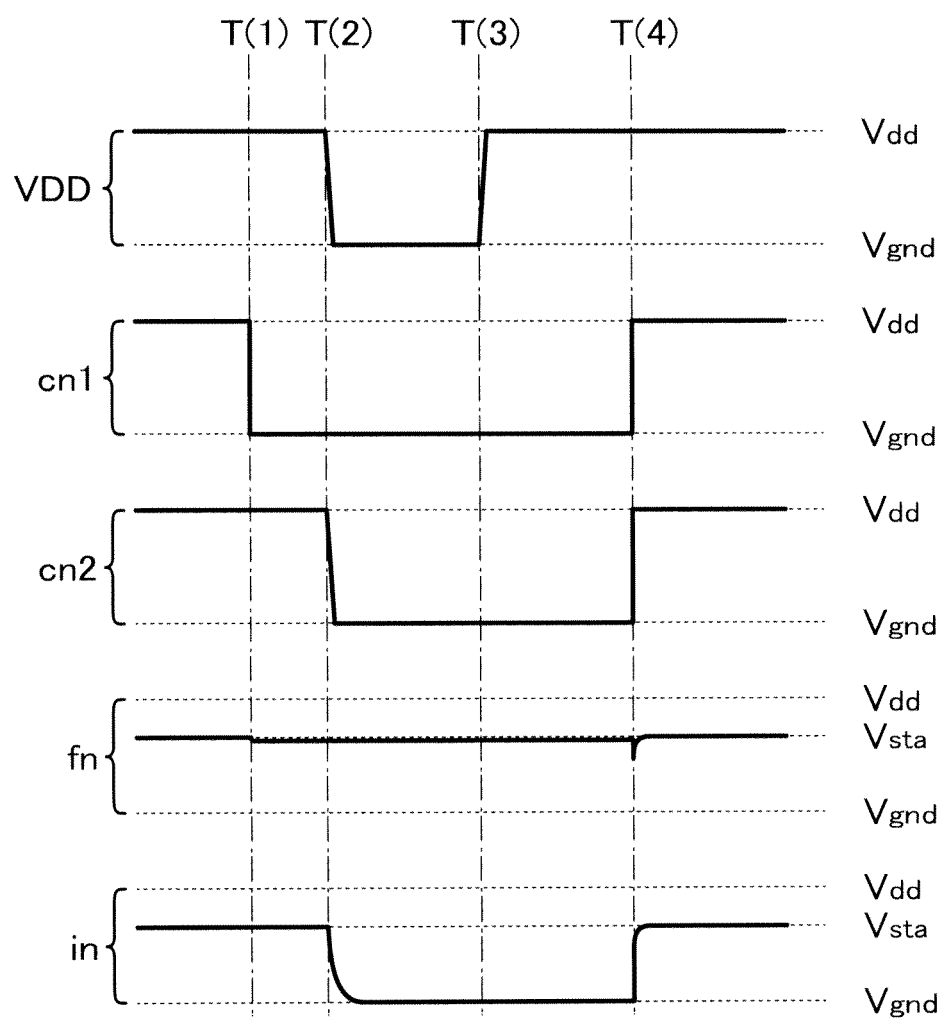 T(1) T(2) T(3) T(4)
VDD
Vdd
Vgnd
cn1
Vdd
Vgnd
cn2
Vdd
Vgnd
fn
Vdd
Vsta
Vgnd
in
Vdd
Vsta
Vgnd